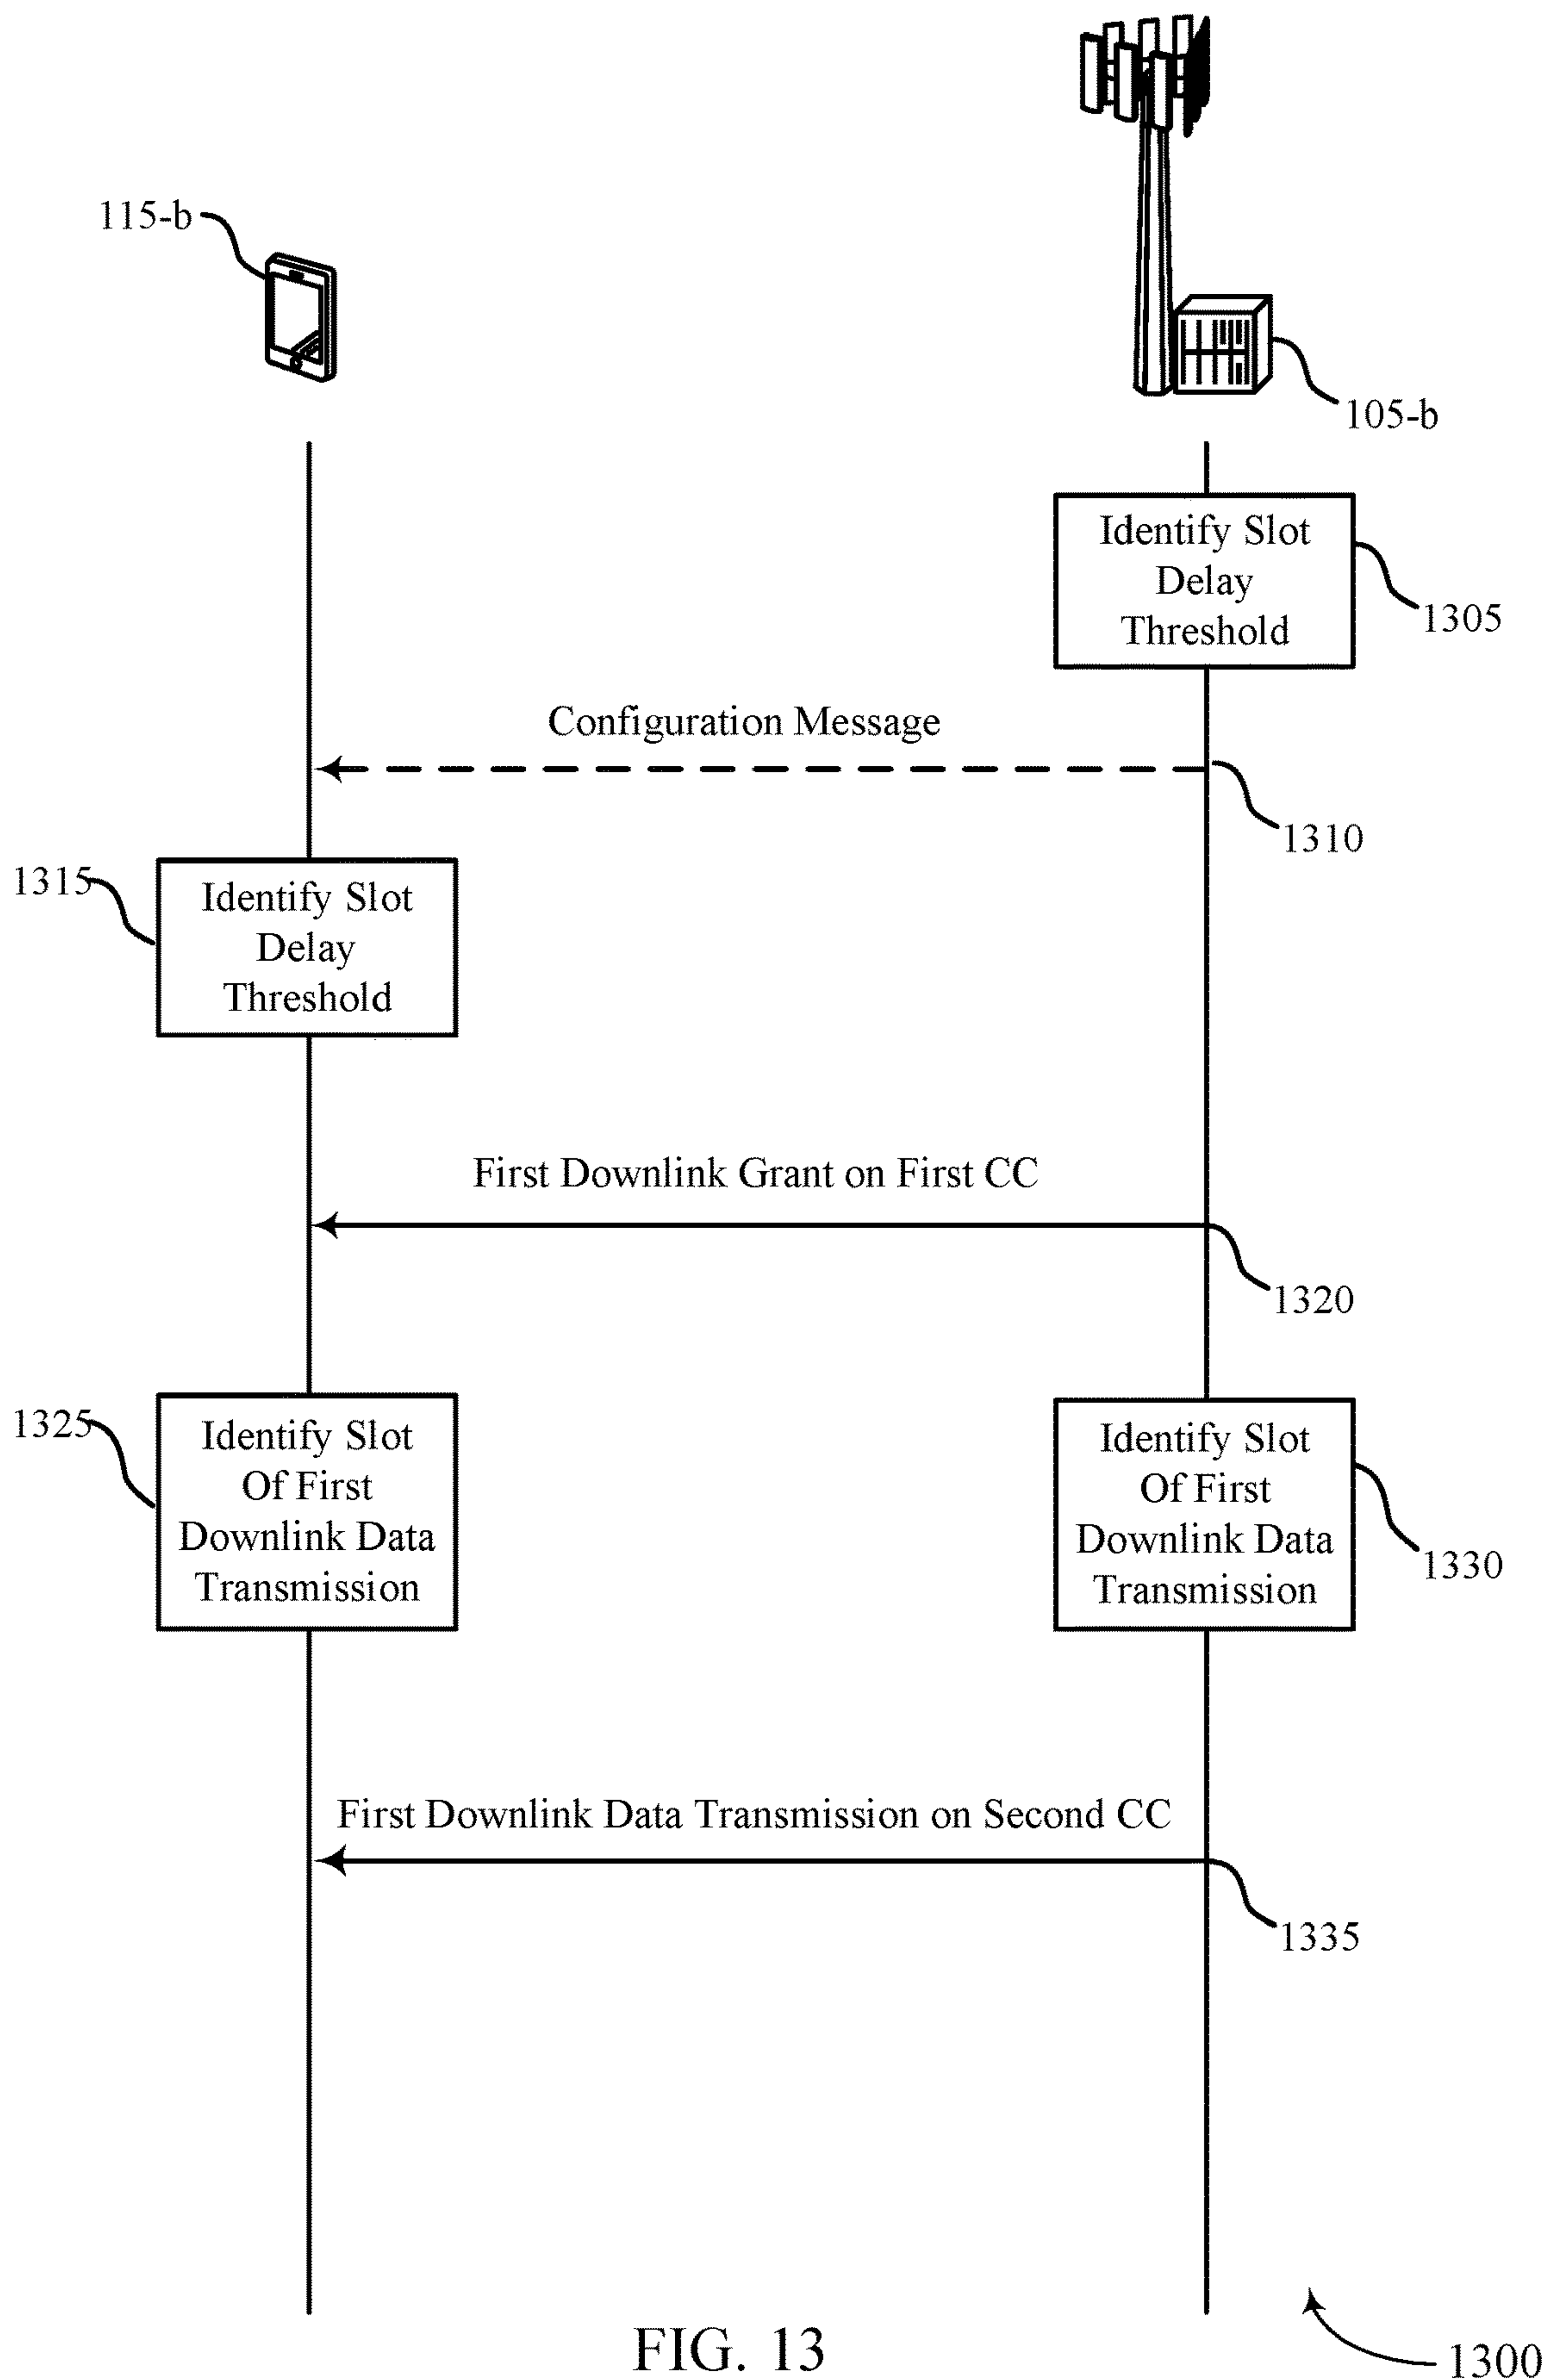 115-b
105-b
Identify Slot
Delay
Threshold
1305
Configuration Message
1310
1315
Identify Slot
Delay
Threshold
First Downlink Grant on First CC
1320
1325
Identify Slot
Of First
Downlink Data
Transmission
Identify Slot
Of First
Downlink Data
Transmission
1330
First Downlink Data Transmission on Second CC
1335
FIG. 13
1300